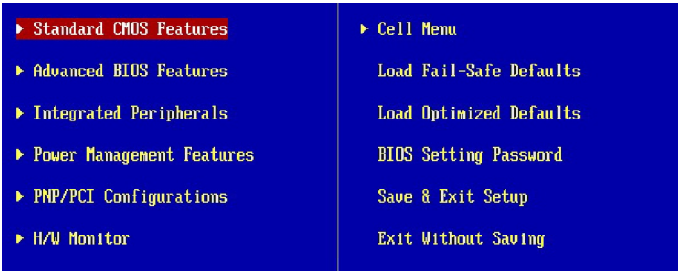 Standard CMOS Features
Advanced BIOS Features
Integrated Peripherals
Power Management Features
PNP/PCI Configurations
H/W Monitor
Cell Menu
Load Fail-Safe Defaults
Load Optimized Defaults
BIOS Setting Password
Save & Exit Setup
Exit Without Saving